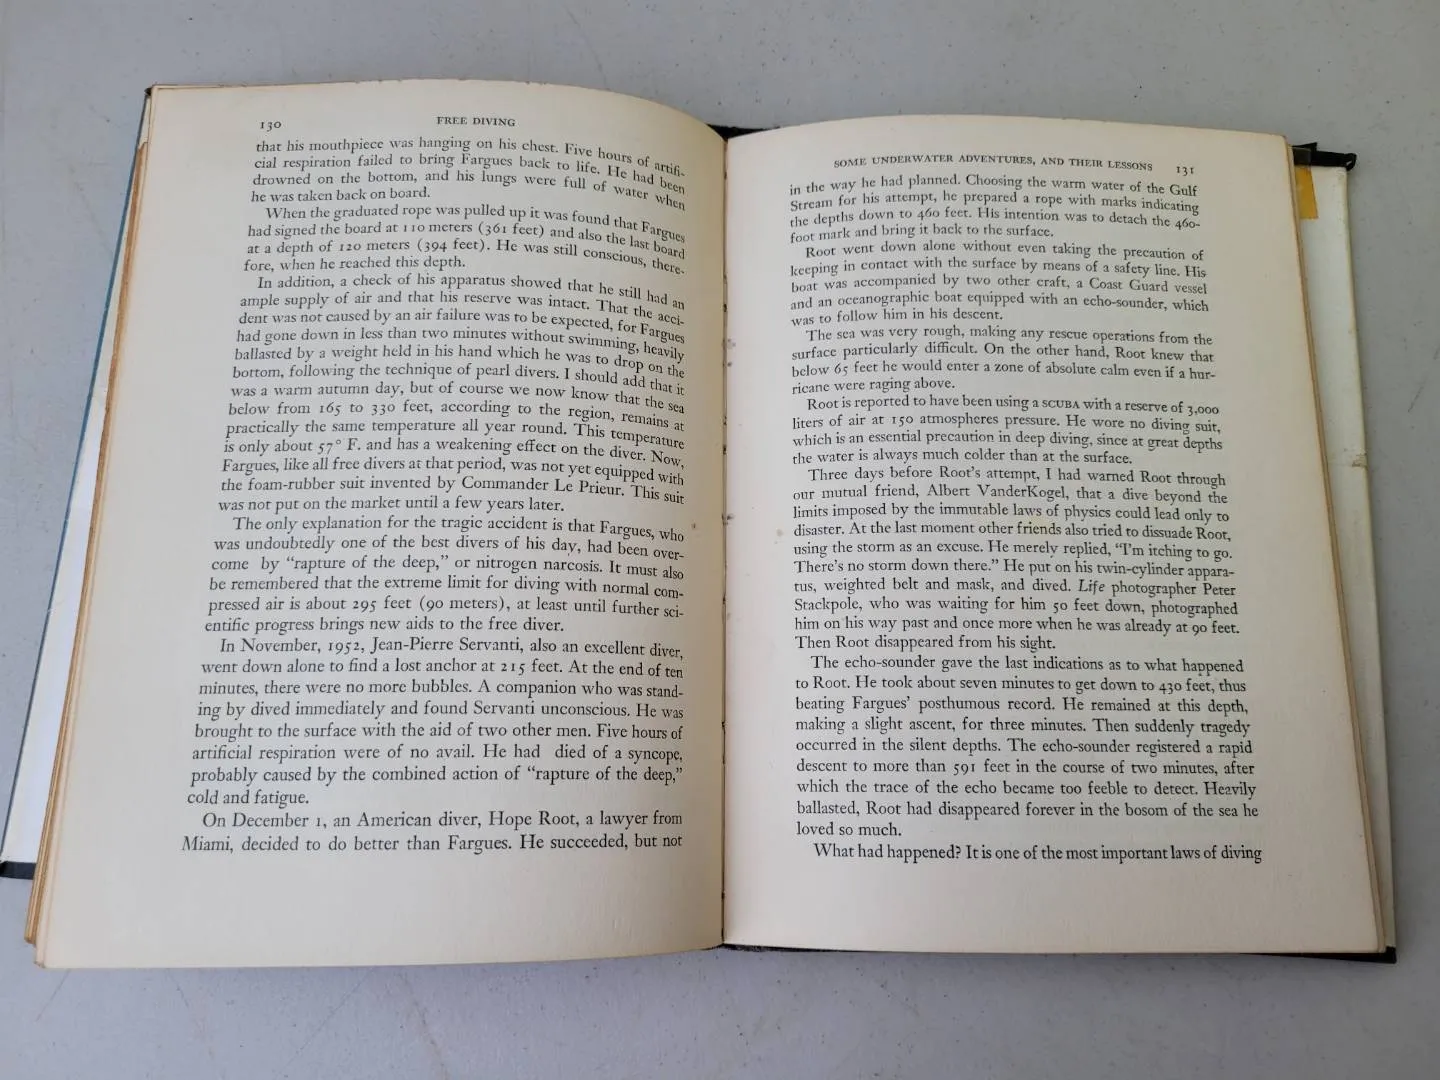 130
FREE DIVING
that his mouthpiece was hanging on his chest. Five hours of artifi-
cial respiration failed to bring Fargues back to life. He had been
drowned on the bottom, and his lungs were full of water when
he was taken back on board.
When the graduated rope was pulled up it was found that Fargues
had signed the board at 110 meters (361 feet) and also the last board
at a depth of 120 meters (394 feet). He was still conscious, there-
fore, when he reached this depth.
In addition, a check of his apparatus showed that he still had an
ample supply of air and that his reserve was intact. That the acci-
dent was not caused by an air failure was to be expected, for Fargues
had gone down in less than two minutes without swimming, heavily
ballasted by a weight held in his hand which he was to drop on the
bottom, following the technique of pearl divers. I should add that it
was a warm autumn day, but of course we now know that the sea
below from 165 to 330 feet, according to the region, remains at
practically the same temperature all year round. This temperature
is only about 57° F. and has a weakening effect on the diver. Now,
Fargues, like all free divers at that period, was not yet equipped with
the foam-rubber suit invented by Commander Le Prieur. This suit
was not put on the market until a few years later.
The only explanation for the tragic accident is that Fargues, who
was undoubtedly one of the best divers of his day, had been over-
come by "rapture of the deep," or nitrogen narcosis. It must also
be remembered that the extreme limit for diving with normal com-
pressed air is about 295 feet (90 meters), at least until further sci-
entific progress brings new aids to the free diver.
In November, 1952, Jean-Pierre Servanti, also an excellent diver,
went down alone to find a lost anchor at 215 feet. At the end of ten
minutes, there were no more bubbles. A companion who was stand-
ing by dived immediately and found Servanti unconscious. He was
brought to the surface with the aid of two other men. Five hours of
artificial respiration were of no avail. He had died of a syncope,
probably caused by the combined action of "rapture of the deep,"
cold and fatigue.
On December 1, an American diver, Hope Root, a lawyer from
Miami, decided to do better than Fargues. He succeeded, but not
SOME UNDERWATER ADVENTURES, AND THEIR LESSONS
131
in the way he had planned. Choosing the warm water of the Gulf
Stream for his attempt, he prepared a rope with marks indicating
the depths down to 460 feet. His intention was to detach the 460-
foot mark and bring it back to the surface.
Root went down alone without even taking the precaution of
keeping in contact with the surface by means of a safety line. His
boat was accompanied by two other craft, a Coast Guard vessel
and an oceanographic boat equipped with an echo-sounder, which
was to follow him in his descent.
The sea was very rough, making any rescue operations from the
surface particularly difficult. On the other hand, Root knew that
below 65 feet he would enter a zone of absolute calm even if a hur-
ricane were raging above.
Root is reported to have been using a SCUBA with a reserve of 3,000
liters of air at 150 atmospheres pressure. He wore no diving suit,
which is an essential precaution in deep diving, since at great depths
the water is always much colder than at the surface.
Three days before Root's attempt, I had warned Root through
our mutual friend, Albert VanderKogel, that a dive beyond the
limits imposed by the immutable laws of physics could lead only to
disaster. At the last moment other friends also tried to dissuade Root,
using the storm as an excuse. He merely replied, "I'm itching to go.
There's no storm down there." He put on his twin-cylinder appara-
tus, weighted belt and mask, and dived. Life photographer Peter
Stackpole, who was waiting for him 50 feet down, photographed
him on his way past and once more when he was already at 90 feet.
Then Root disappeared from his sight.
The echo-sounder gave the last indications as to what happened
to Root. He took about seven minutes to get down to 430 feet, thus
beating Fargues' posthumous record. He remained at this depth,
making a slight ascent, for three minutes. Then suddenly tragedy
occurred in the silent depths. The echo-sounder registered a rapid
descent to more than 591 feet in the course of two minutes, after
which the trace of the echo became too feeble to detect. Heavily
ballasted, Root had disappeared forever in the bosom of the sea he
loved so much.
What had happened? It is one of the most important laws of diving